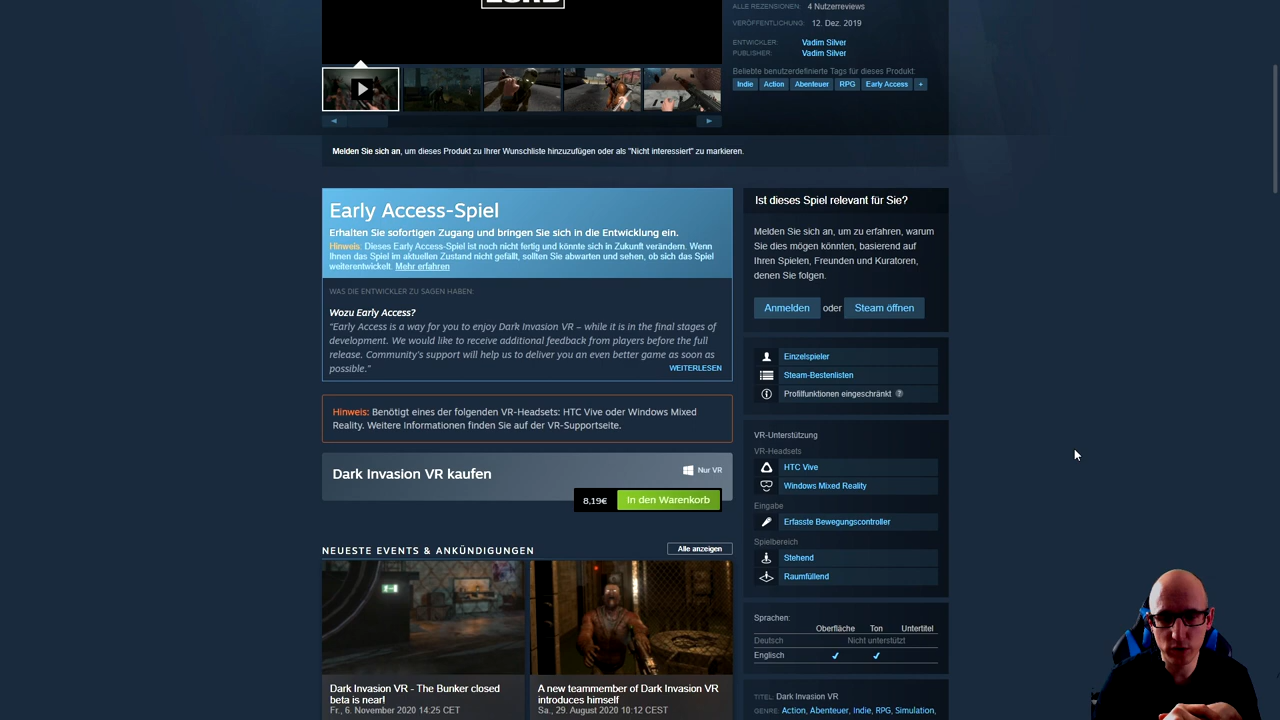 ALLE REZENSIONEN: 4 Nutzerreviews
VERÖFFENTLICHUNG: 12. Dez. 2019
ENTWICKLER: Vadim Silver
PUBLISHER: Vadim Silver
Beliebte benutzerdefinierte Tags für dieses Produkt
Indie Action Abenteuer RPG Early Access +
Melden Sie sich an, um dieses Produkt zu Ihrer Wunschliste hinzuzufügen oder als "Nicht interessiert" zu markieren.
Early Access-Spiel
Erhalten Sie sofortigen Zugang und bringen Sie sich in die Entwicklung ein.
Hinweis: Dieses Early Access-Spiel ist noch nicht fertig und könnte sich in Zukunft verändern. Wenn
Ihnen das Spiel im aktuellen Zustand nicht gefällt, sollten Sie abwarten und sehen, ob sich das Spiel
weiterentwickelt. Mehr erfahren
WAS DIE ENTWICKLER ZU SAGEN HABEN:
Wozu Early Access?
“Early Access is a way for you to enjoy Dark Invasion VR – while it is in the final stages of
development. We would like to receive additional feedback from players before the full
release. Community's support will help us to deliver you an even better game as soon as
possible.”
WEITERLESEN
Hinweis: Benötigt eines der folgenden VR-Headsets: HTC Vive oder Windows Mixed
Reality. Weitere Informationen finden Sie auf der VR-Supportseite.
Dark Invasion VR kaufen
Nur VR
8,19€ In den Warenkorb
NEUESTE EVENTS & ANKÜNDIGUNGEN
Alle anzeigen
Dark Invasion VR - The Bunker closed
beta is near!
Fr., 6. November 2020 14:25 CET
A new teammember of Dark Invasion VR
introduces himself
Sa., 29. August 2020 10:12 CEST
Ist dieses Spiel relevant für Sie?
Melden Sie sich an, um zu erfahren, warum
Sie dies mögen könnten, basierend auf
Ihren Spielen, Freunden und Kuratoren,
denen Sie folgen.
Anmelden oder Steam öffnen
Einzelspieler
Steam-Bestenlisten
Profilfunktionen eingeschränkt ?
VR-Unterstützung
VR-Headsets
HTC Vive
Windows Mixed Reality
Eingabe
Erfasste Bewegungscontroller
Spielbereich
Stehend
Raumfüllend
Sprachen:
Oberfläche Ton Untertitel
Deutsch Nicht unterstützt
Englisch ✔ ✔
TITEL: Dark Invasion VR
GENRE: Action, Abenteuer, Indie, RPG, Simulation,